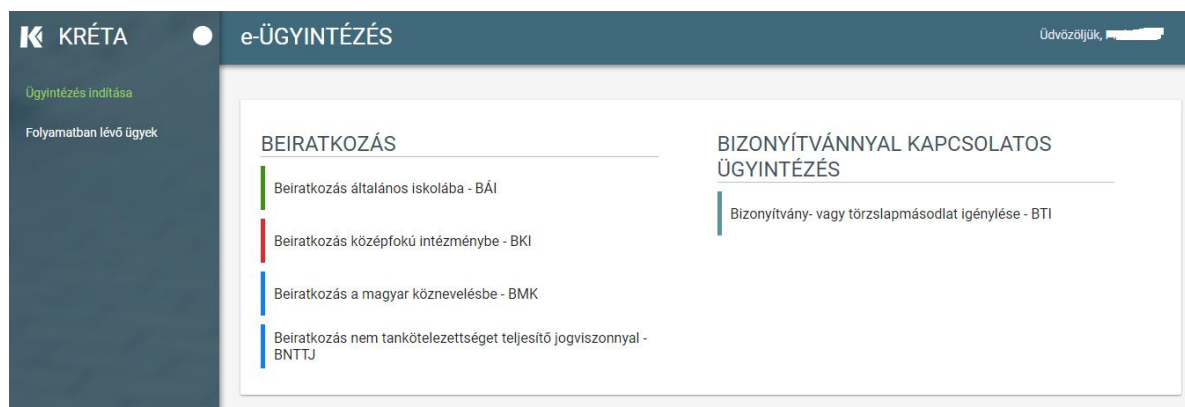 KRÉTA
e-ÜGYINTÉZÉS
Üdvözöljük,
Ügyintézés indítása
Folyamatban lévő ügyek
BEIRATKOZÁS
Beiratkozás általános iskolába - BÁI
Beiratkozás középfokú intézménybe - BKI
Beiratkozás a magyar köznevelésbe - BMK
Beiratkozás nem tankötelezettséget teljesítő jogviszonnyal -
BNTTJ
BIZONYÍTVÁNNYAL KAPCSOLATOS
ÜGYINTÉZÉS
Bizonyítvány- vagy törzslapmásodlat igénylése - BTI